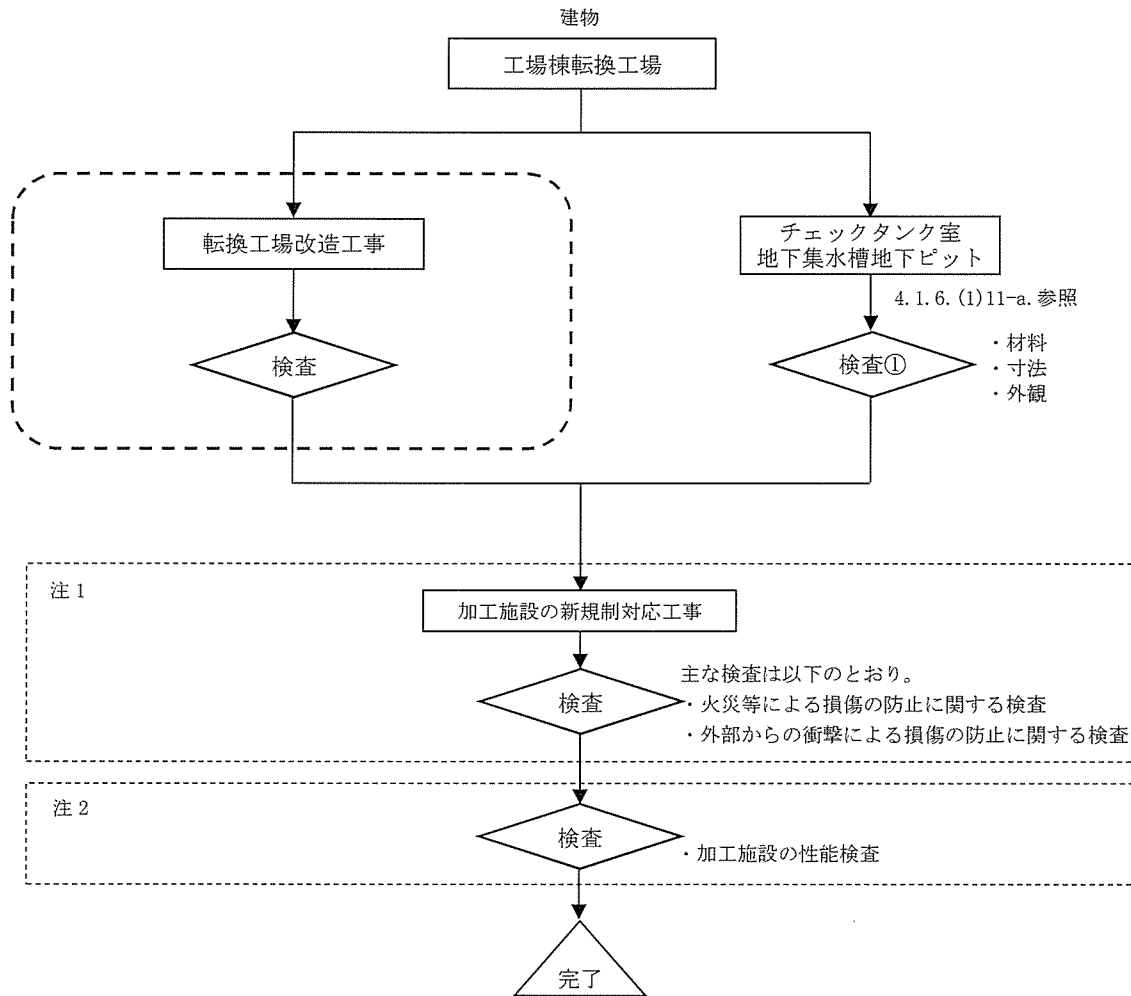 建物
工場棟転換工場
転換工場改造工事
検査
チェックタンク室
地下集水槽地下ピット
4.1.6.(1)11-a.参照
検査①
・材料
・寸法
・外観
注1
加工施設の新規制対応工事
検査
主な検査は以下のとおり。
・火災等による損傷の防止に関する検査
・外部からの衝撃による損傷の防止に関する検査
注2
検査
・加工施設の性能検査
完了